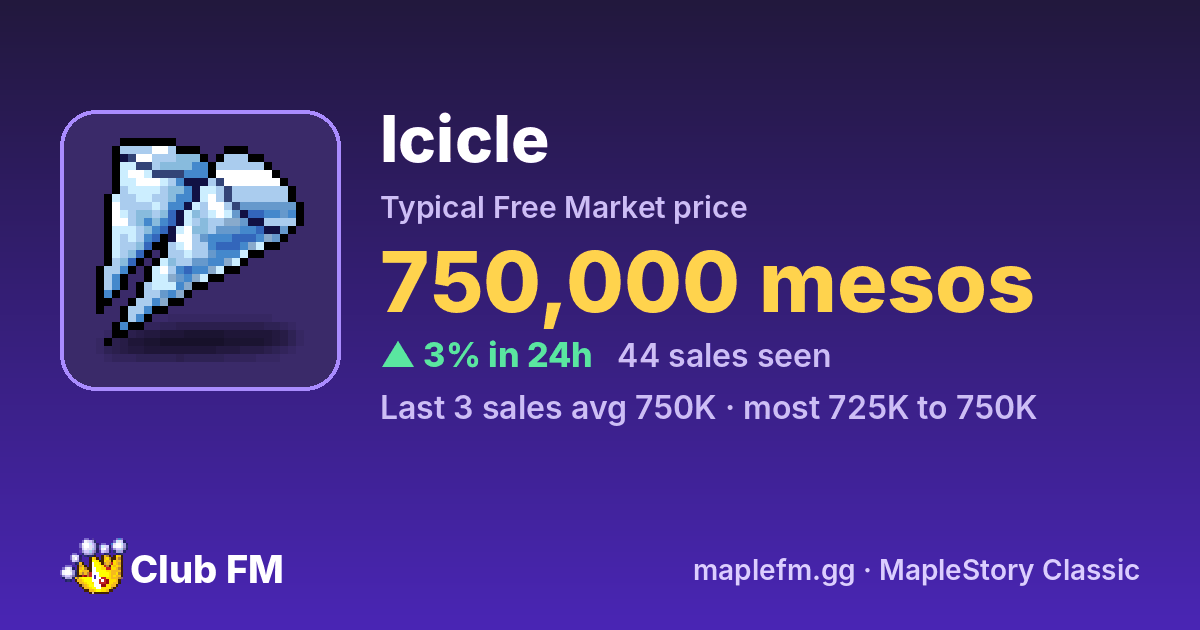 Icicle
Typical Free Market price
750,000 mesos
▲ 3% in 24h 44 sales seen
Last 3 sales avg 750K · most 725K to 750K
Club FM
maplefm.gg · MapleStory Classic